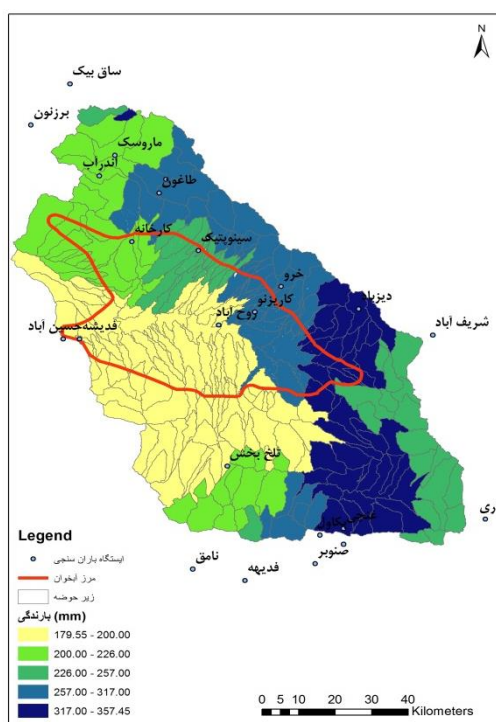 N
ساق بیک
برزنون
ماروسک
اندرآب
طاغون
کارخانه
سینوپتیک
خرو
کاریزنو
روح آباد
دیزباد
شریف آباد
حسین آباد
قدیشه
تلخ بخش
نامق
فدیهه
صنوبر
Legend
ایستگاه باران سنجی
مرز آبخوان
زیر حوضه
بارندگی (mm)
179.55 - 200.00
200.00 - 226.00
226.00 - 257.00
257.00 - 317.00
317.00 - 357.45
0 5 10 20 30 40
Kilometers